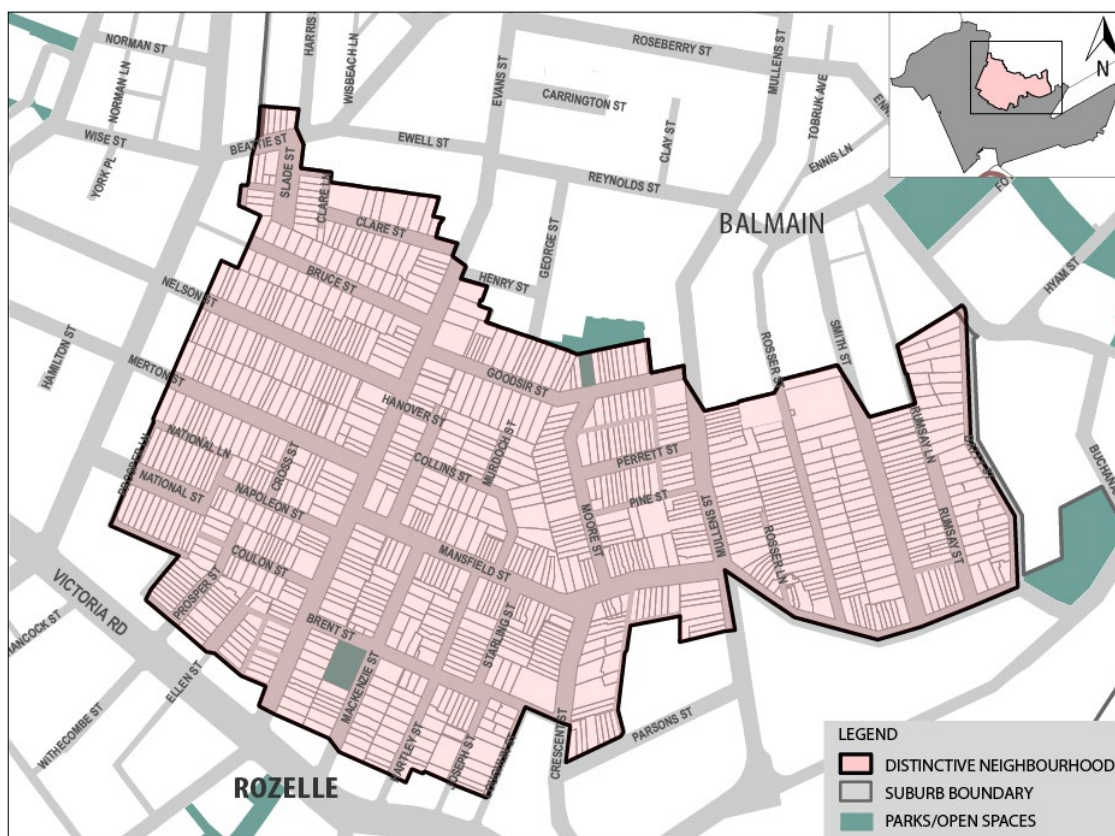 NORMAN ST
NORMAN LN
HARRIS
WISBEACH LN
EVANS ST
ROSEBERRY ST
MULLENS ST
TOBRUK AVE
CARRINGTON ST
CLAY ST
N
WISE ST
YORK PL
BEATTIE ST
SLADE ST
CLARE LN
EWELL ST
REYNOLDS ST
ENNIS LN
BALMAIN
CLARE ST
BRUCE ST
HENRY ST
GEORGE ST
HYAM ST
NELSON ST
HAMILTON ST
MERTON ST
GOODSIR ST
ROSSER ST
SMITH ST
HANOVER ST
RUMSAY LN
NATIONAL LN
CROSS ST
COLLINS ST
MURDOCH ST
PERRETT ST
NATIONAL ST
NAPOLEON ST
PINE ST
MOORE ST
MULLENS ST
RUMSAY ST
BUCHANA
COULON ST
MANSFIELD ST
ROSSER LN
VICTORIA RD
PROSPER ST
BRENT ST
STARLING ST
HANCOCK ST
ELLEN ST
MACKENZIE ST
WITHECOMBE ST
HARTLEY ST
JOSEPH ST
CRESCENT ST
PARSONS ST
ROZELLE
LEGEND
DISTINCTIVE NEIGHBOURHOOD
SUBURB BOUNDARY
PARKS/OPEN SPACES